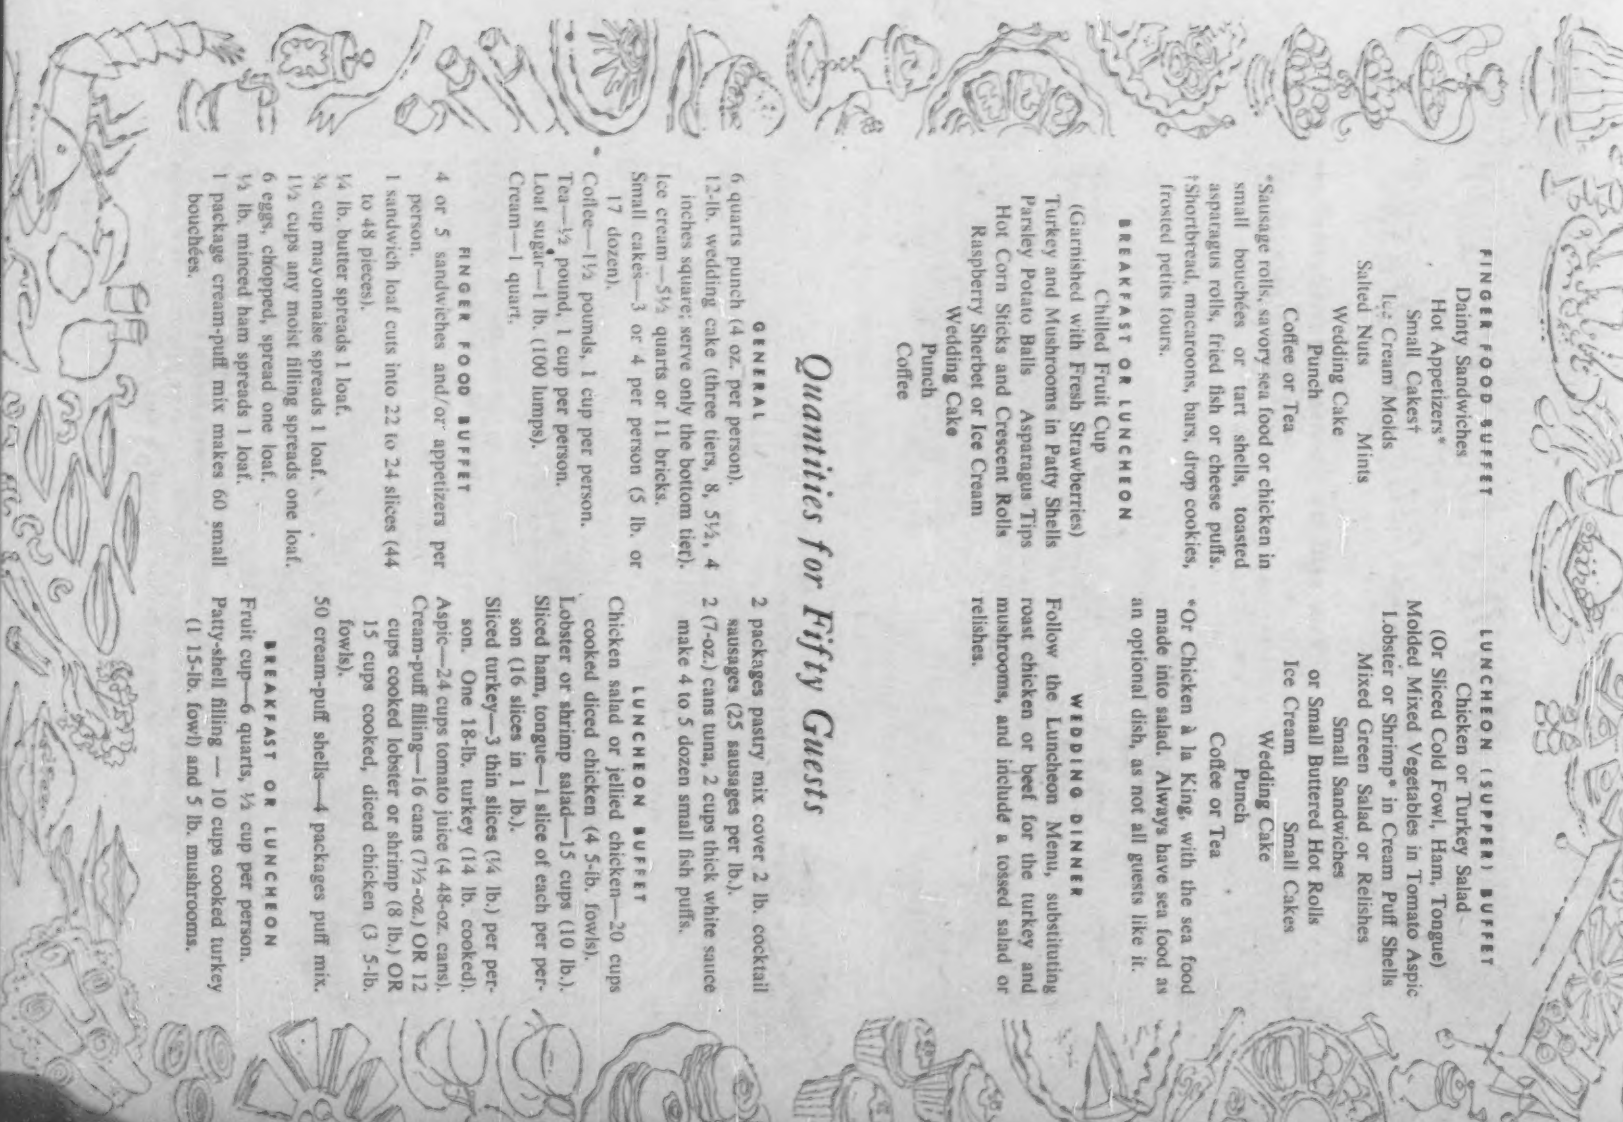 FINGER FOOD BUFFET
Dainty Sandwiches
Hot Appetizers*
Small Cakes†
Ice Cream Molds
Salted Nuts Mints
Wedding Cake
Punch
Coffee or Tea
*Sausage rolls, savory sea food or chicken in
small bouchées or tart shells, toasted
asparagus rolls, fried fish or cheese puffs.
†Shortbread, macaroons, bars, drop cookies,
frosted petits fours.
BREAKFAST OR LUNCHEON
Chilled Fruit Cup
(Garnished with Fresh Strawberries)
Turkey and Mushrooms in Patty Shells
Parsley Potato Balls Asparagus Tips
Hot Corn Sticks and Crescent Rolls
Raspberry Sherbet or Ice Cream
Wedding Cake
Punch
Coffee
LUNCHEON (SUPPER) BUFFET
Chicken or Turkey Salad
(Or Sliced Cold Fowl, Ham, Tongue)
Molded Mixed Vegetables in Tomato Aspic
Lobster or Shrimp* in Cream Puff Shells
Mixed Green Salad or Relishes
Small Sandwiches
or Small Buttered Hot Rolls
Ice Cream Small Cakes
Wedding Cake
Punch
Coffee or Tea
*Or Chicken à la King, with the sea food
made into salad. Always have sea food as
an optional dish, as not all guests like it.
WEDDING DINNER
Follow the Luncheon Menu, substituting
roast chicken or beef for the turkey and
mushrooms, and include a tossed salad or
relishes.
Quantities for Fifty Guests
GENERAL
6 quarts punch (4 oz. per person).
12-lb. wedding cake (three tiers, 8, 5½, 4
inches square; serve only the bottom tier).
Ice cream—5½ quarts or 11 bricks.
Small cakes—3 or 4 per person (5 lb. or
17 dozen).
Coffee—1½ pounds, 1 cup per person.
Tea—½ pound, 1 cup per person.
Loaf sugar—1 lb. (100 lumps).
Cream—1 quart.
FINGER FOOD BUFFET
4 or 5 sandwiches and/or appetizers per
person.
1 sandwich loaf cuts into 22 to 24 slices (44
to 48 pieces).
¼ lb. butter spreads 1 loaf.
¾ cup mayonnaise spreads 1 loaf.
1½ cups any moist filling spreads one loaf.
6 eggs, chopped, spread one loaf.
½ lb. minced ham spreads 1 loaf.
1 package cream-puff mix makes 60 small
bouchées.
2 packages pastry mix cover 2 lb. cocktail
sausages (25 sausages per lb.).
2 (7-oz.) cans tuna, 2 cups thick white sauce
make 4 to 5 dozen small fish puffs.
LUNCHEON BUFFET
Chicken salad or jellied chicken—20 cups
cooked diced chicken (4 5-lb. fowls).
Lobster or shrimp salad—15 cups (10 lb.).
Sliced ham, tongue—1 slice of each per per-
son (16 slices in 1 lb.).
Sliced turkey—3 thin slices (¼ lb.) per per-
son. One 18-lb. turkey (14 lb. cooked).
Aspic—24 cups tomato juice (4 48-oz. cans).
Cream-puff filling—16 cans (7½-oz.) OR 12
cups cooked lobster or shrimp (8 lb.) OR
15 cups cooked, diced chicken (3 5-lb.
fowls).
50 cream-puff shells—4 packages puff mix.
BREAKFAST OR LUNCHEON
Fruit cup—6 quarts, ½ cup per person.
Patty-shell filling — 10 cups cooked turkey
(1 15-lb. fowl) and 5 lb. mushrooms.